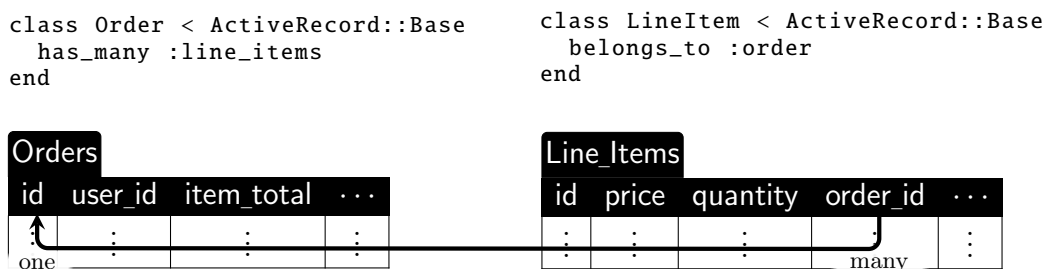 class Order < ActiveRecord::Base
  has_many :line_items
end
class LineItem < ActiveRecord::Base
  belongs_to :order
end
Orders
id user_id item_total ···
⋮ ⋮ ⋮ ⋮
one
Line_Items
id price quantity order_id ···
⋮ ⋮ ⋮ ⋮ ⋮
many